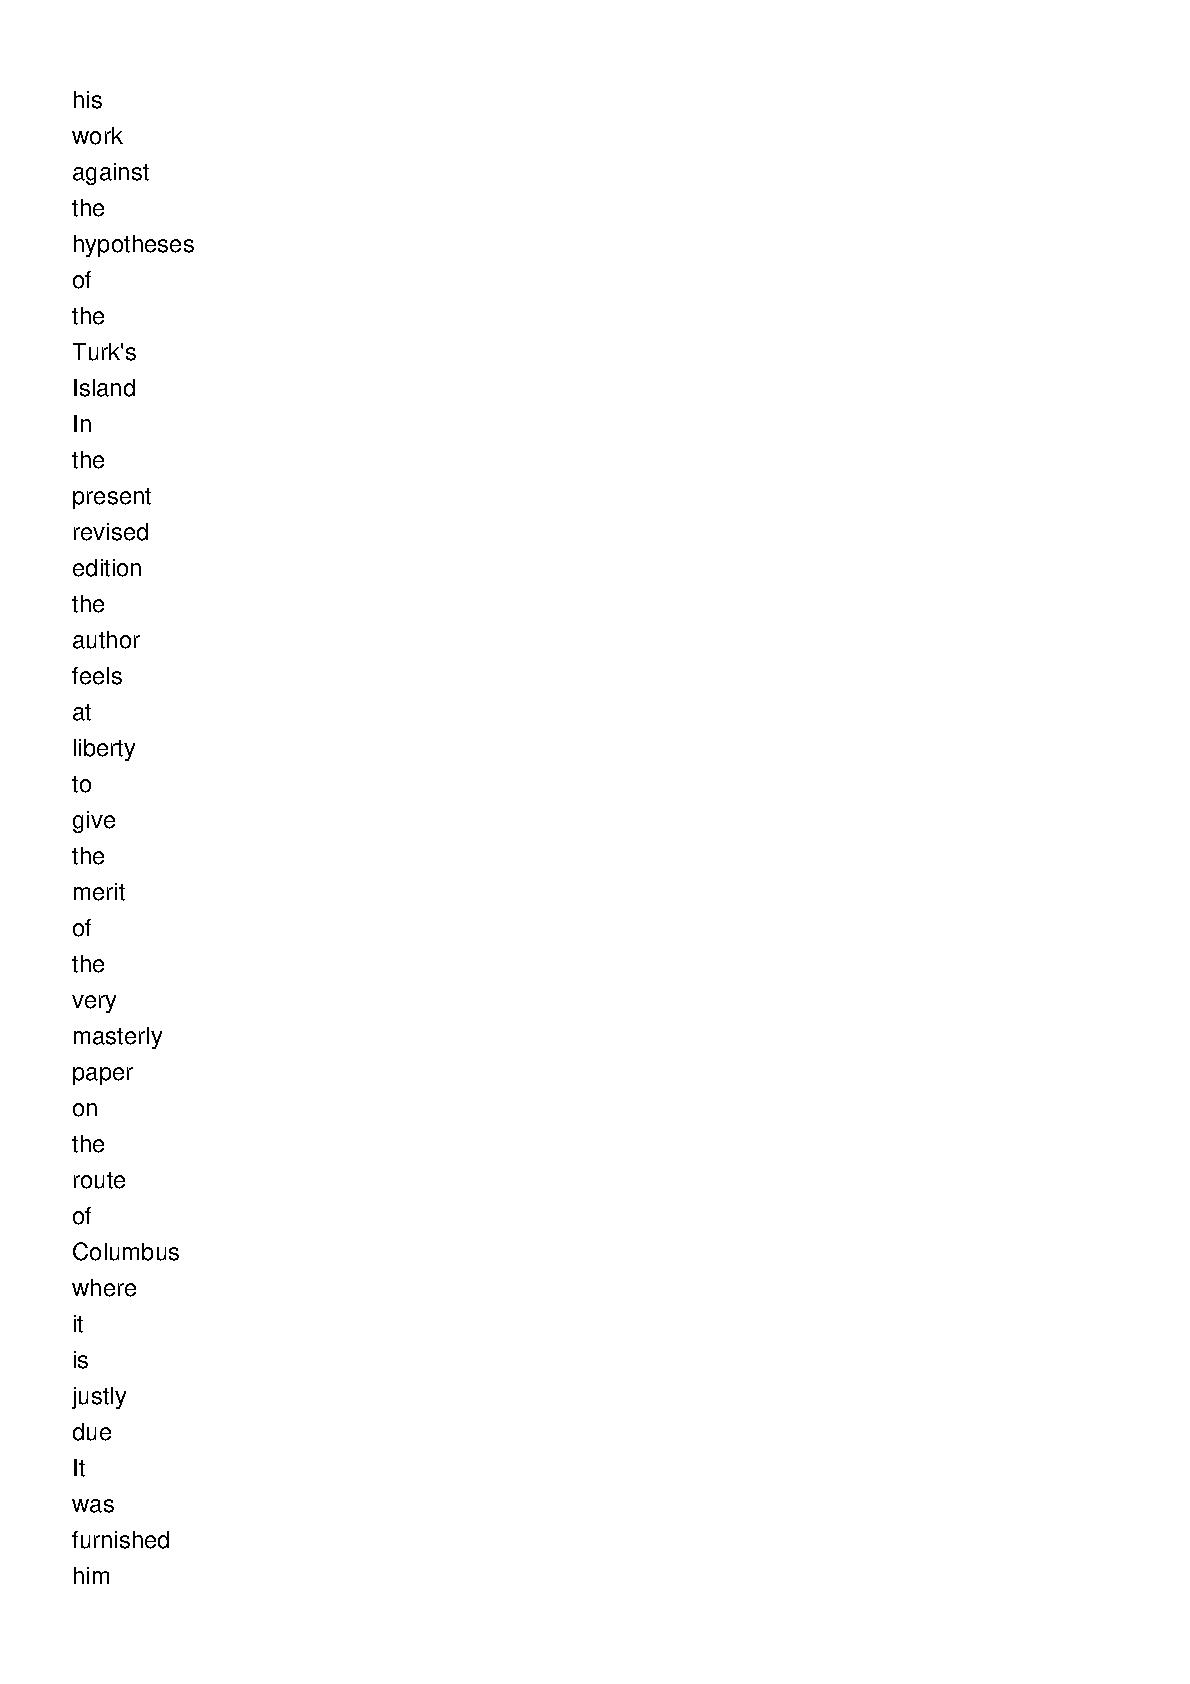 his
work
against
the
hypotheses
of
the
Turk's
Island
In
the
present
revised
edition
the
author
feels
at
liberty
to
give
the
merit
of
the
very
masterly
paper
on
the
route
of
Columbus
where
it
is
justly
due
It
was
furnished
him